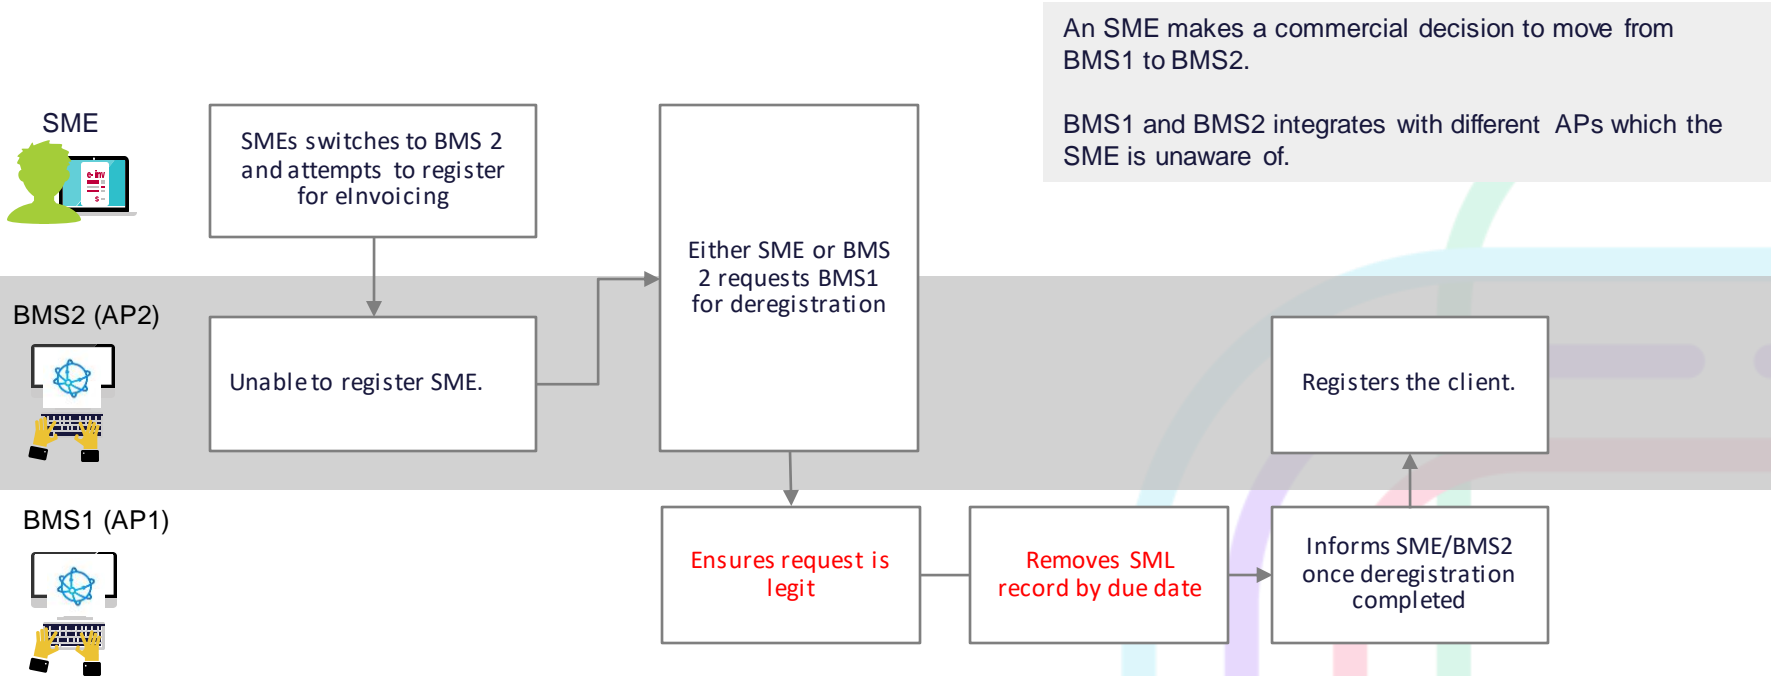 An SME makes a commercial decision to move from
BMS1 to BMS2.
BMS1 and BMS2 integrates with different APs which the
SME is unaware of.
SME
e-inv
$
SMEs switches to BMS 2
and attempts to register
for eInvoicing
Either SME or BMS
2 requests BMS1
for deregistration
BMS2 (AP2)
Unable to register SME.
Registers the client.
BMS1 (AP1)
Ensures request is
legit
Removes SML
record by due date
Informs SME/BMS2
once deregistration
completed